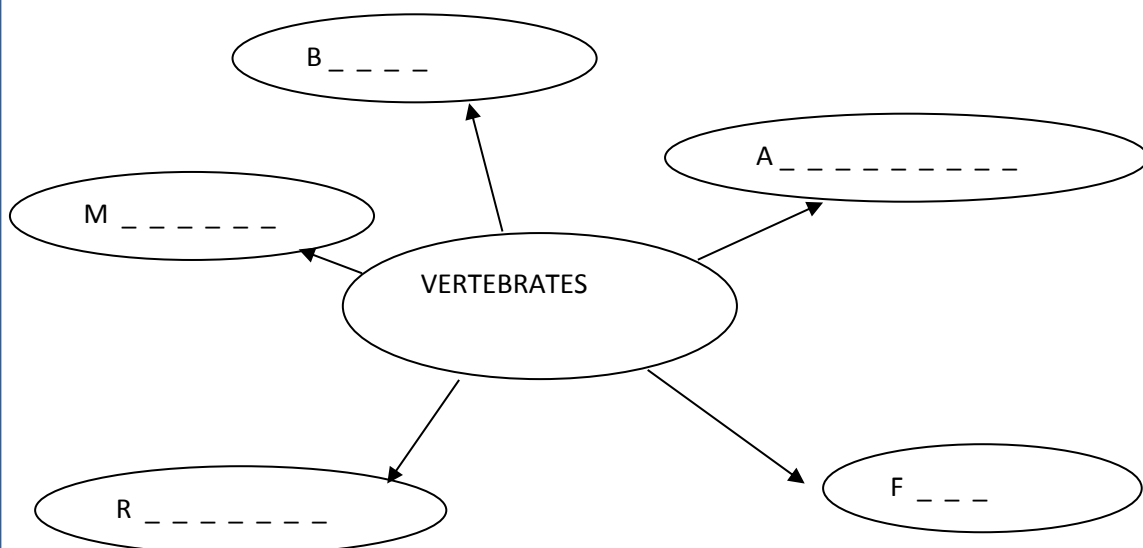 B _ _ _ _
A _ _ _ _ _ _ _ _ _
M _ _ _ _ _ _
VERTEBRATES
R _ _ _ _ _ _ _
F _ _ _